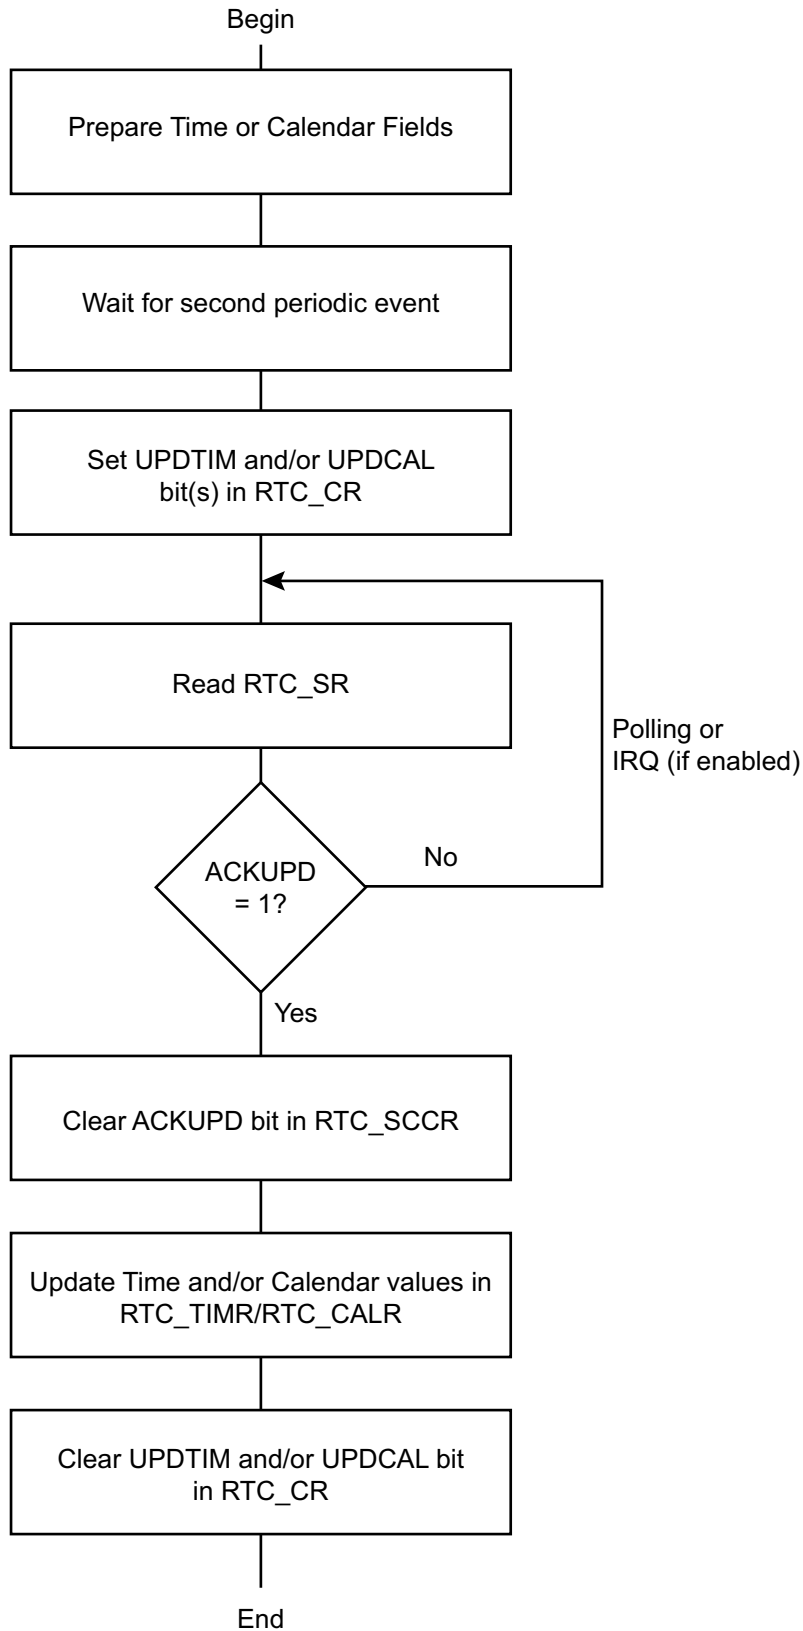 Begin
Prepare Time or Calendar Fields
Wait for second periodic event
Set UPDTIM and/or UPDCAL
bit(s) in RTC_CR
Read RTC_SR
Polling or
IRQ (if enabled)
ACKUPD
= 1?
No
Yes
Clear ACKUPD bit in RTC_SCCR
Update Time and/or Calendar values in
RTC_TIMR/RTC_CALR
Clear UPDTIM and/or UPDCAL bit
in RTC_CR
End